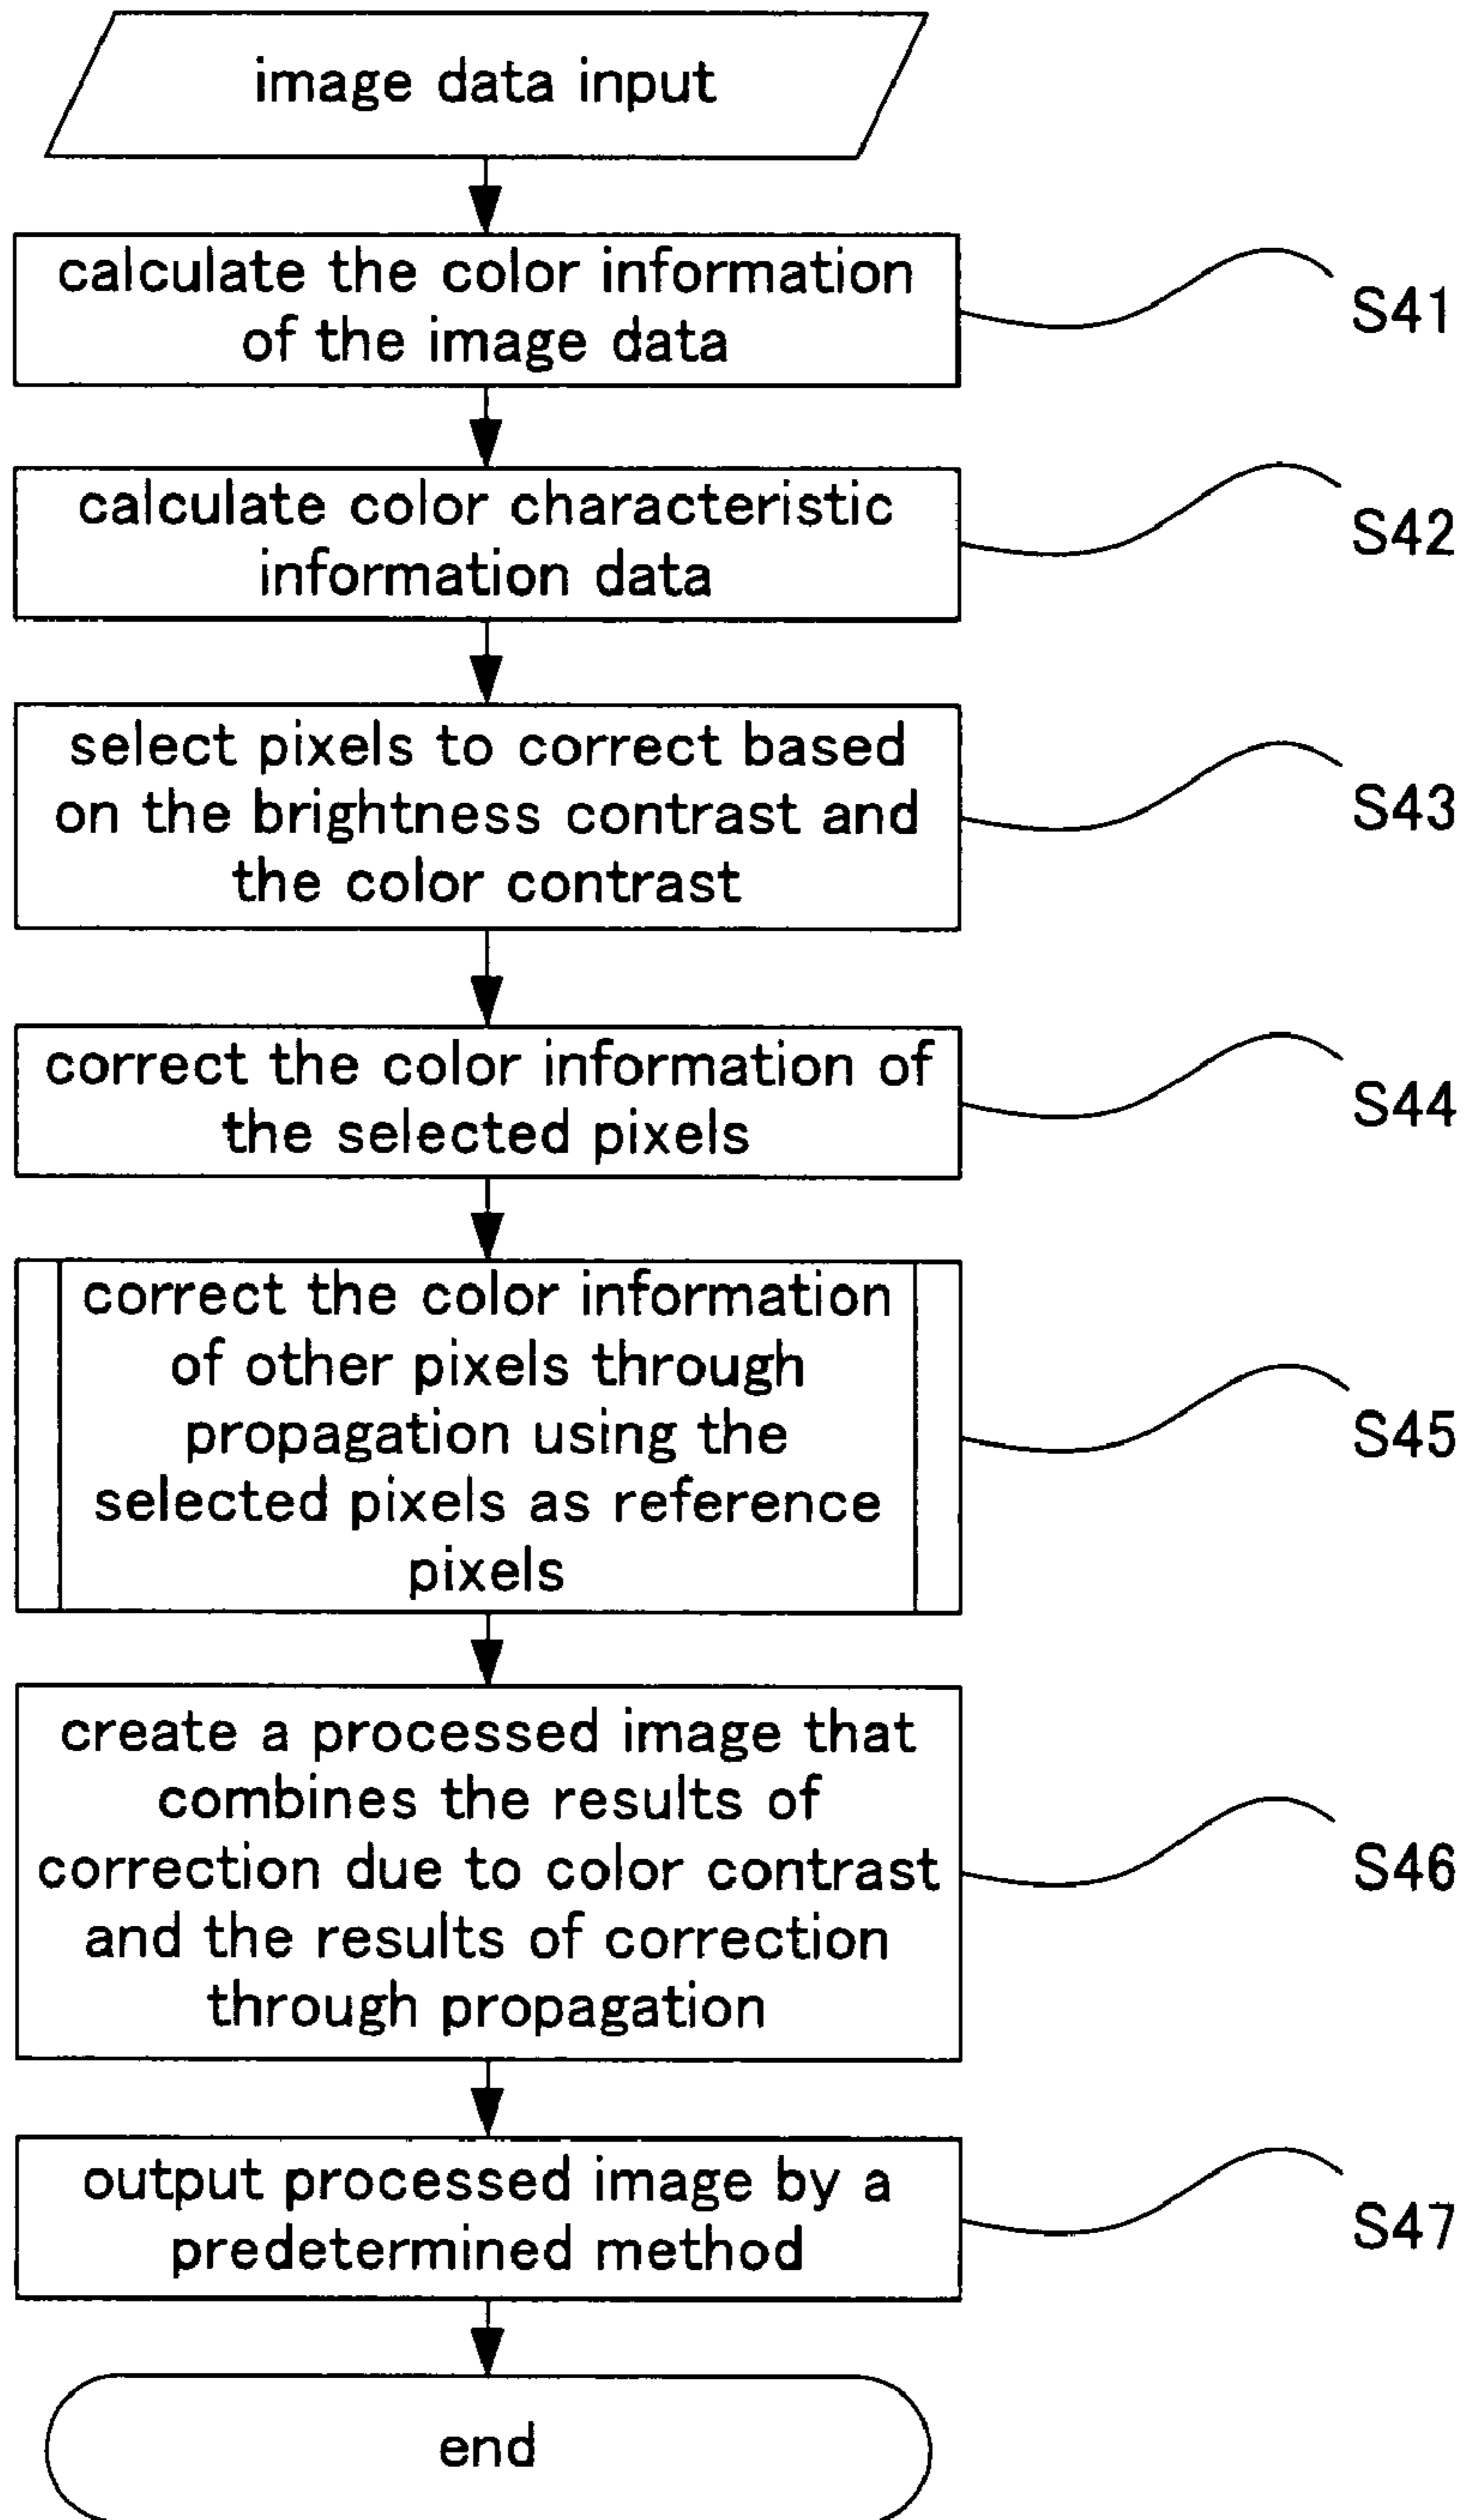 image data input
calculate the color information
of the image data
S41
calculate color characteristic
information data
S42
select pixels to correct based
on the brightness contrast and
the color contrast
S43
correct the color information of
the selected pixels
S44
correct the color information
of other pixels through
propagation using the
selected pixels as reference
pixels
S45
create a processed image that
combines the results of
correction due to color contrast
and the results of correction
through propagation
S46
output processed image by a
predetermined method
S47
end